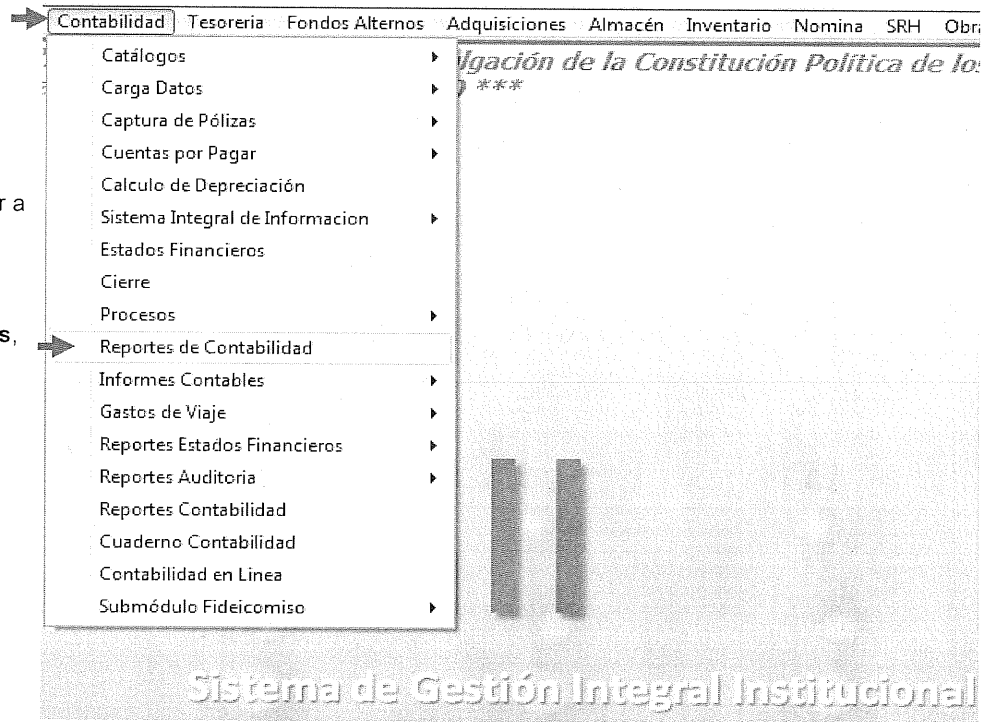 Contabilidad Tesoreria Fondos Alternos Adquisiciones Almacén Inventario Nomina SRH Obra
lgación de la Constitución Política de los
***
Catálogos
Carga Datos
Captura de Pólizas
Cuentas por Pagar
Calculo de Depreciación
r a
Sistema Integral de Informacion
Estados Financieros
Cierre
Procesos
s,
Reportes de Contabilidad
Informes Contables
Gastos de Viaje
Reportes Estados Financieros
Reportes Auditoria
Reportes Contabilidad
Cuaderno Contabilidad
Contabilidad en Linea
Submódulo Fideicomiso
II
Sistema de Gestión Integral Institucional